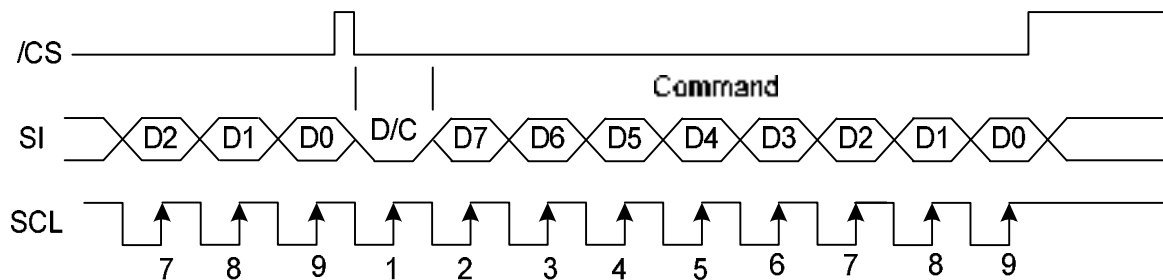 /CS
Command
SI D2 D1 D0 D/C D7 D6 D5 D4 D3 D2 D1 D0
SCL
7 8 9 1 2 3 4 5 6 7 8 9